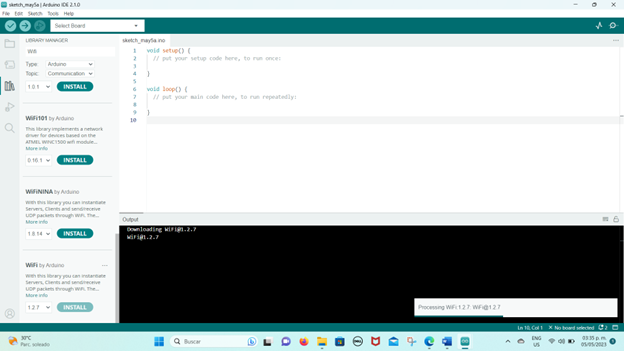 sketch_may5a | Arduino IDE 2.1.0
File Edit Sketch Tools Help
Select Board
LIBRARY MANAGER
Wifi
Type: Arduino
Topic: Communication
1.0.1 INSTALL
WiFi101 by Arduino
This library implements a network
driver for devices based on the
ATMEL WINC1500 wifi module...
More info
0.16.1 INSTALL
WiFiNINA by Arduino
With this library you can instantiate
Servers, Clients and send/receive
UDP packets through WiFi. The...
More info
1.8.14 INSTALL
WiFi by Arduino
With this library you can instantiate
Servers, Clients and send/receive
UDP packets through WiFi. The...
More info
1.2.7 INSTALL
sketch_may5a.ino
1 void setup() {
2 // put your setup code here, to run once:
3
4 }
5
6 void loop() {
7 // put your main code here, to run repeatedly:
8
9 }
10
Output
Downloading WiFi@1.2.7
WiFi@1.2.7
Processing WiFi:1.2.7: WiFi@1.2.7
Ln 10, Col 1 × No board selected 2
30°C
Parc. soleado
Buscar
ENG
US
03:35 p. m.
05/05/2023